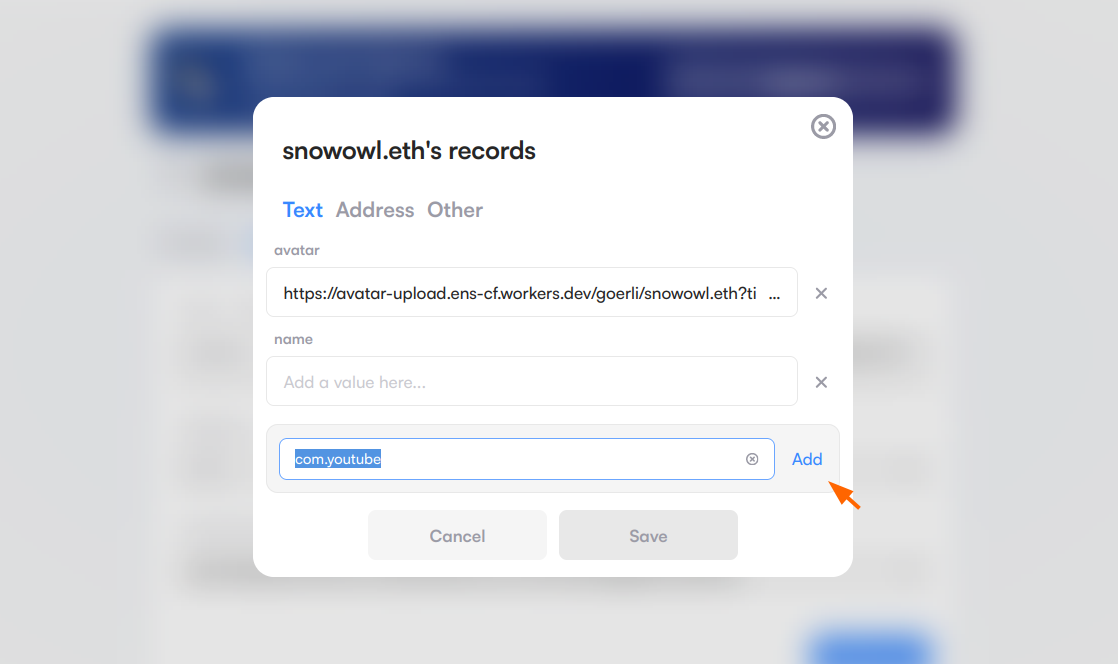 snowowl.eth's records
Text Address Other
avatar
https://avatar-upload.ens-cf.workers.dev/goerli/snowowl.eth?ti ...
name
Add a value here...
com.youtube
Add
Cancel Save